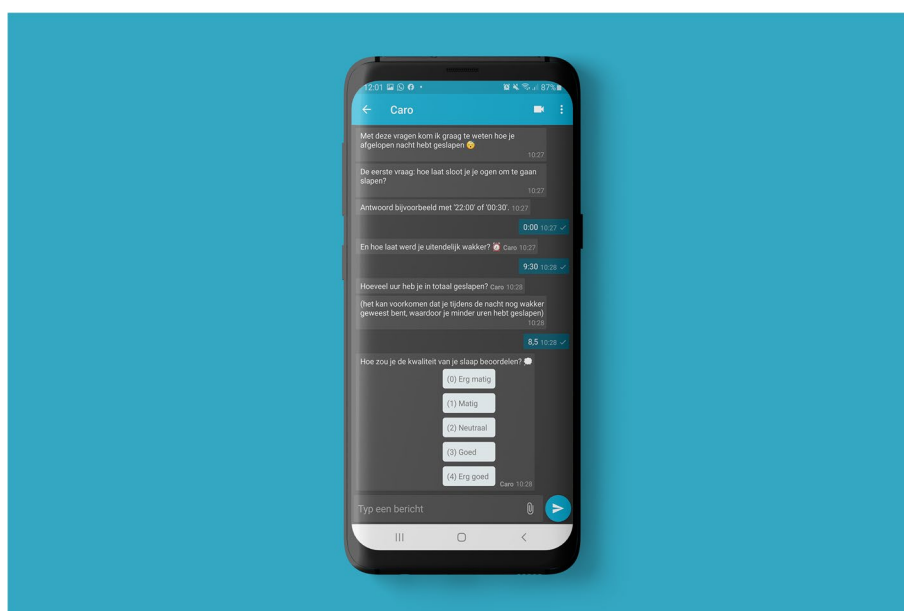 12:01 87%
Caro
Met deze vragen kom ik graag te weten hoe je
afgelopen nacht hebt geslapen 😴
10:27
De eerste vraag: hoe laat sloot je je ogen om te gaan
slapen?
10:27
Antwoord bijvoorbeeld met '22:00' of '00:30'. 10:27
0:00 10:27
En hoe laat werd je uitendelijk wakker? ⏰ Caro 10:27
9:30 10:28
Hoeveel uur heb je in totaal geslapen? Caro 10:28
(het kan voorkomen dat je tijdens de nacht nog wakker
geweest bent, waardoor je minder uren hebt geslapen)
10:28
8,5 10:28
Hoe zou je de kwaliteit van je slaap beoordelen? 💭
(0) Erg matig
(1) Matig
(2) Neutraal
(3) Goed
(4) Erg goed
Caro 10:28
Typ een bericht